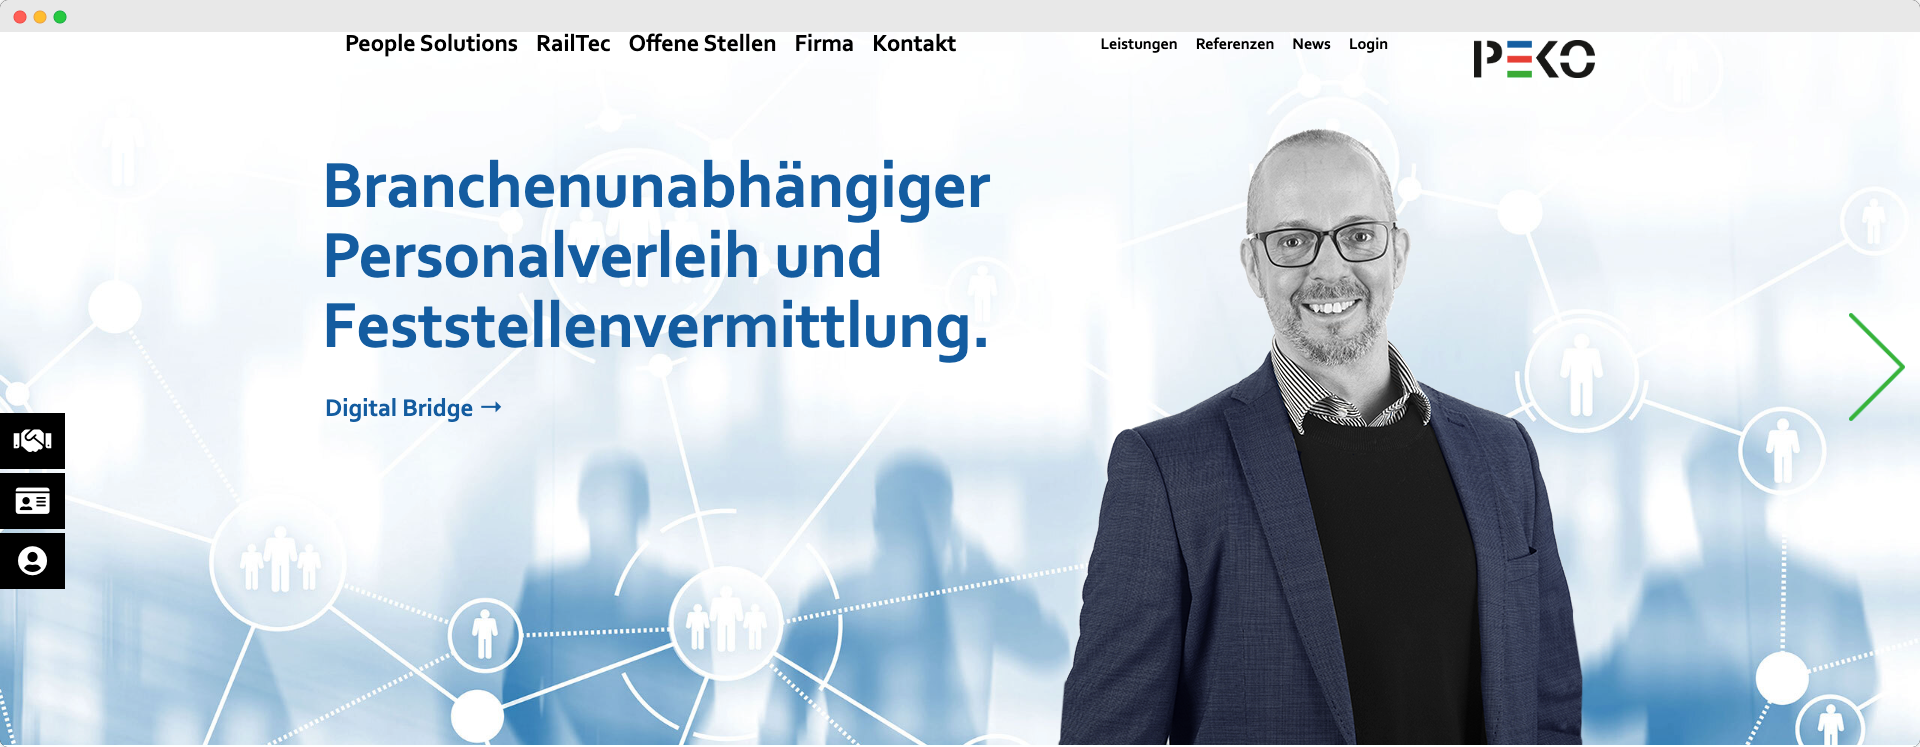 People Solutions RailTec Offene Stellen Firma Kontakt Leistungen Referenzen News Login PEKO
Branchenunabhängiger
Personalverleih und
Feststellenvermittlung.
Digital Bridge →